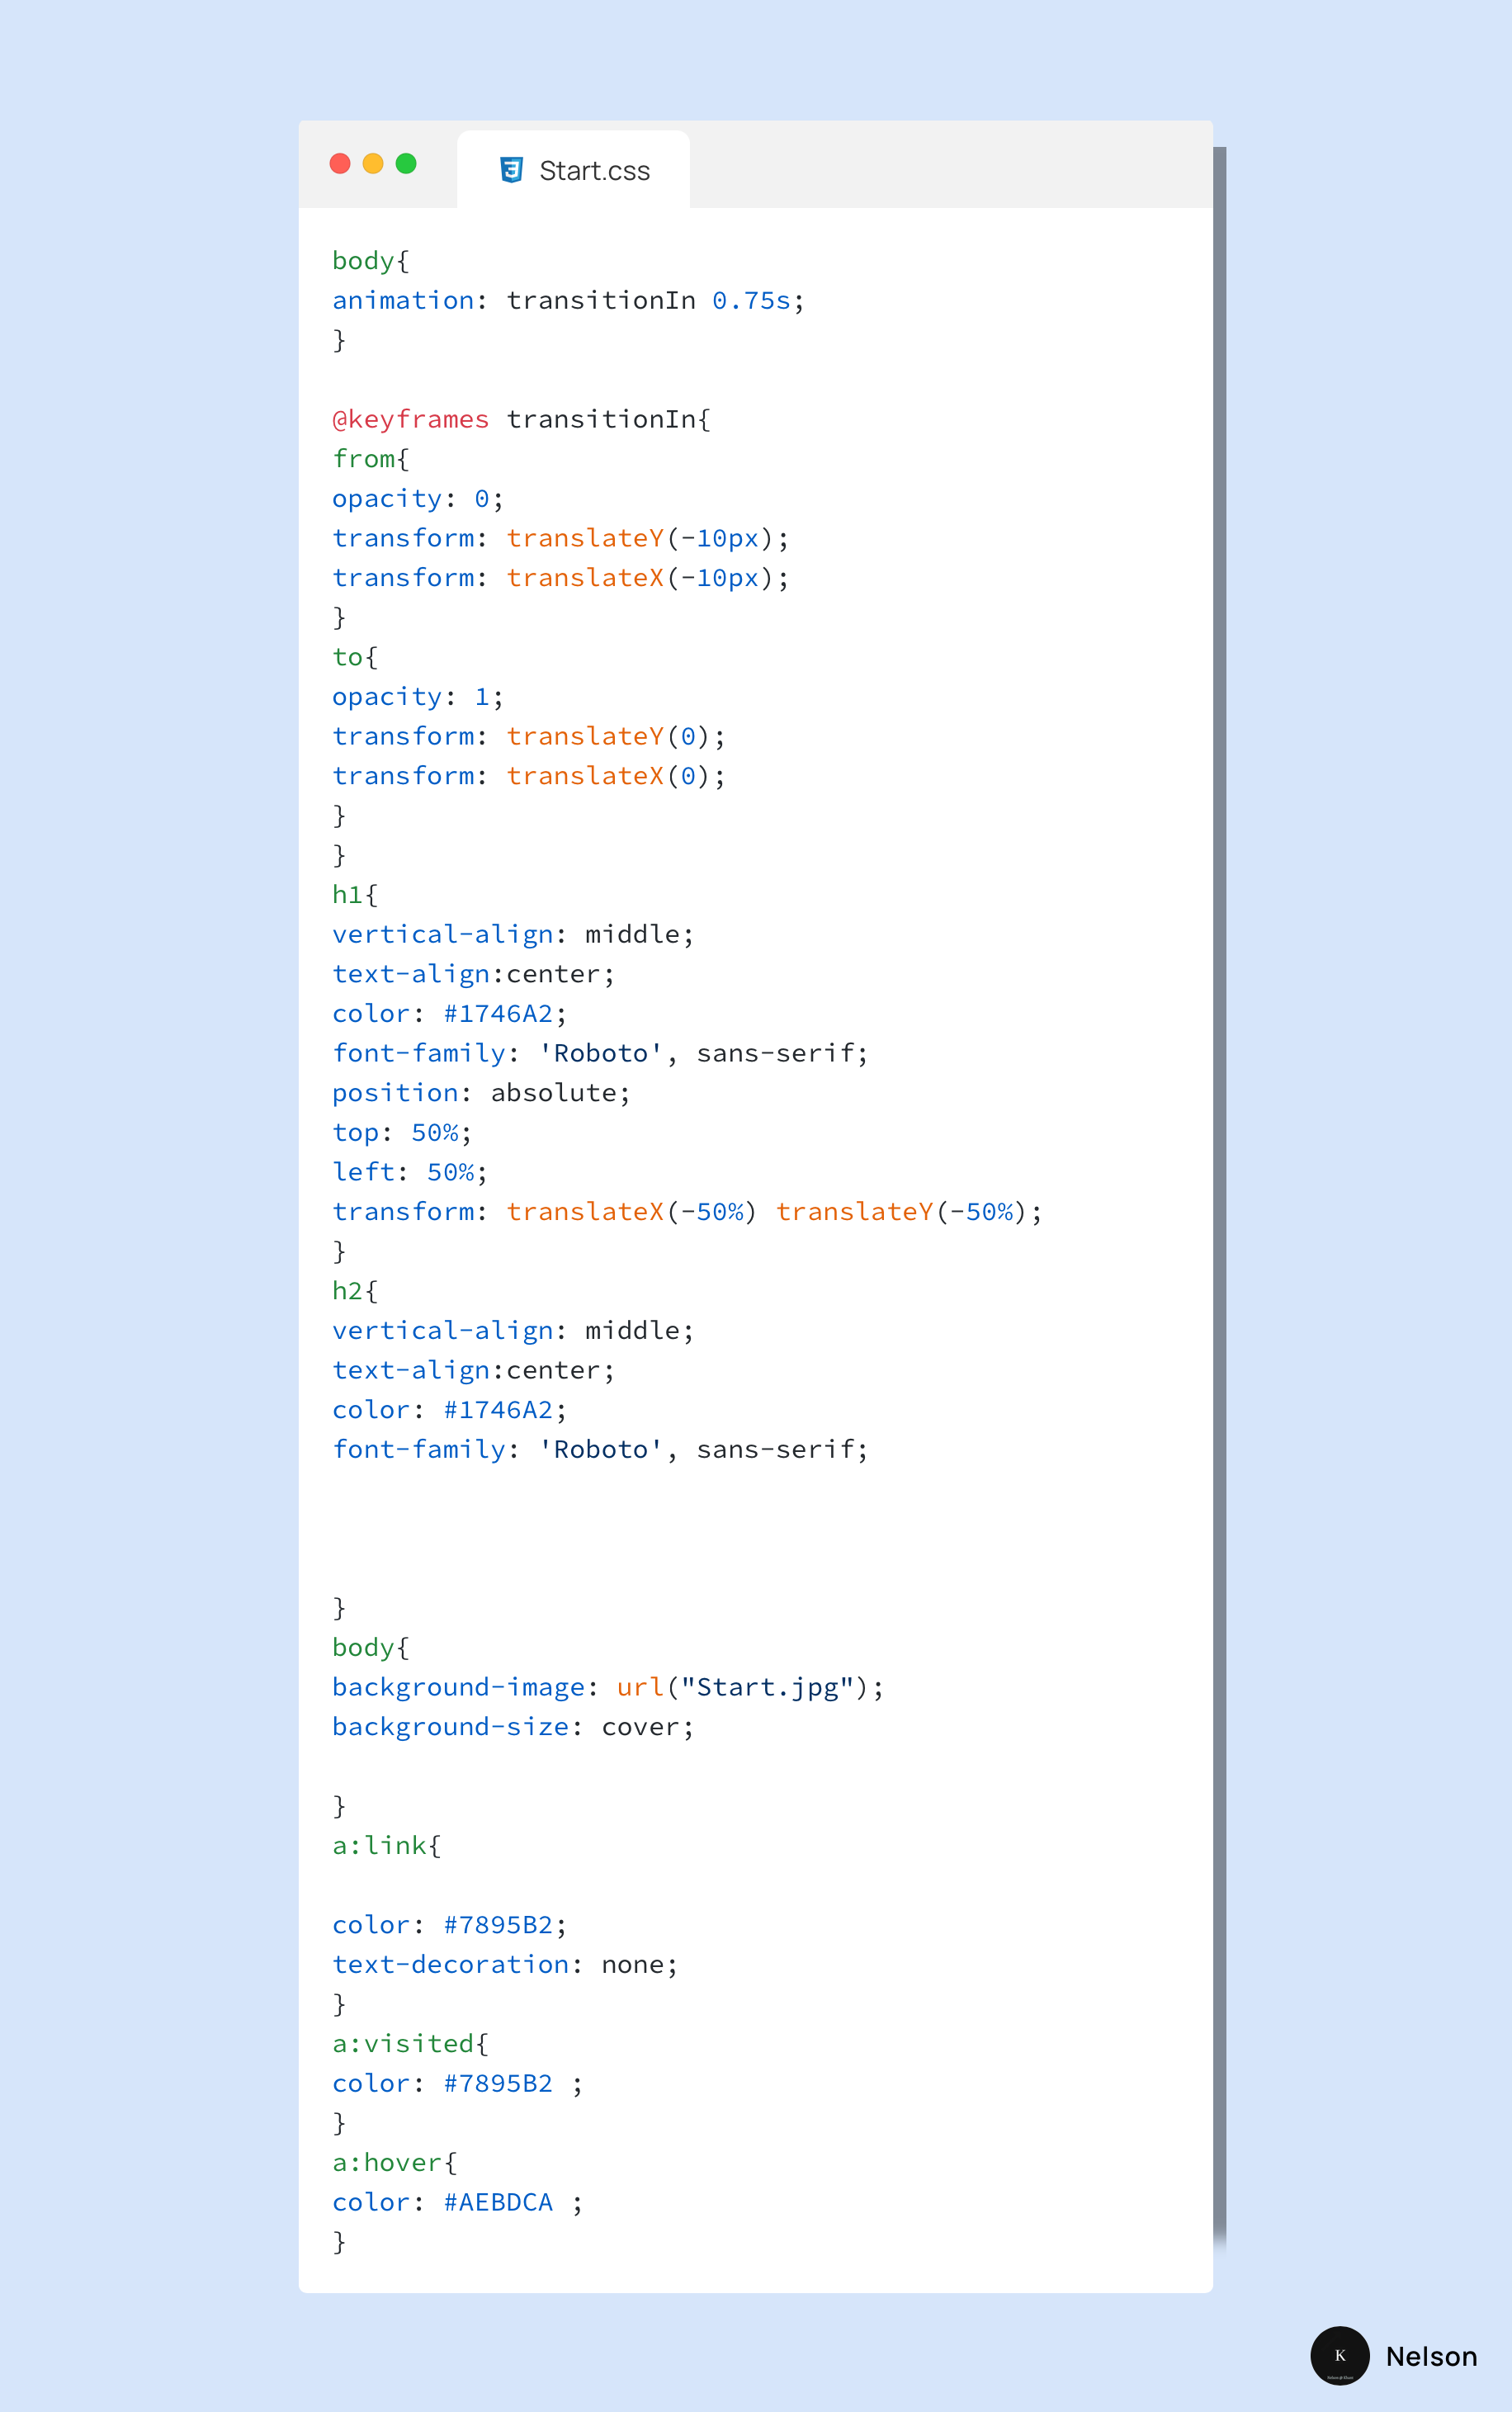 Start.css
body{
animation: transitionIn 0.75s;
}
@keyframes transitionIn{
from{
opacity: 0;
transform: translateY(-10px);
transform: translateX(-10px);
}
to{
opacity: 1;
transform: translateY(0);
transform: translateX(0);
}
}
h1{
vertical-align: middle;
text-align:center;
color: #1746A2;
font-family: 'Roboto', sans-serif;
position: absolute;
top: 50%;
left: 50%;
transform: translateX(-50%) translateY(-50%);
}
h2{
vertical-align: middle;
text-align:center;
color: #1746A2;
font-family: 'Roboto', sans-serif;
}
body{
background-image: url("Start.jpg");
background-size: cover;
}
a:link{
color: #7895B2;
text-decoration: none;
}
a:visited{
color: #7895B2 ;
}
a:hover{
color: #AEBDCA ;
}
K
Nelson